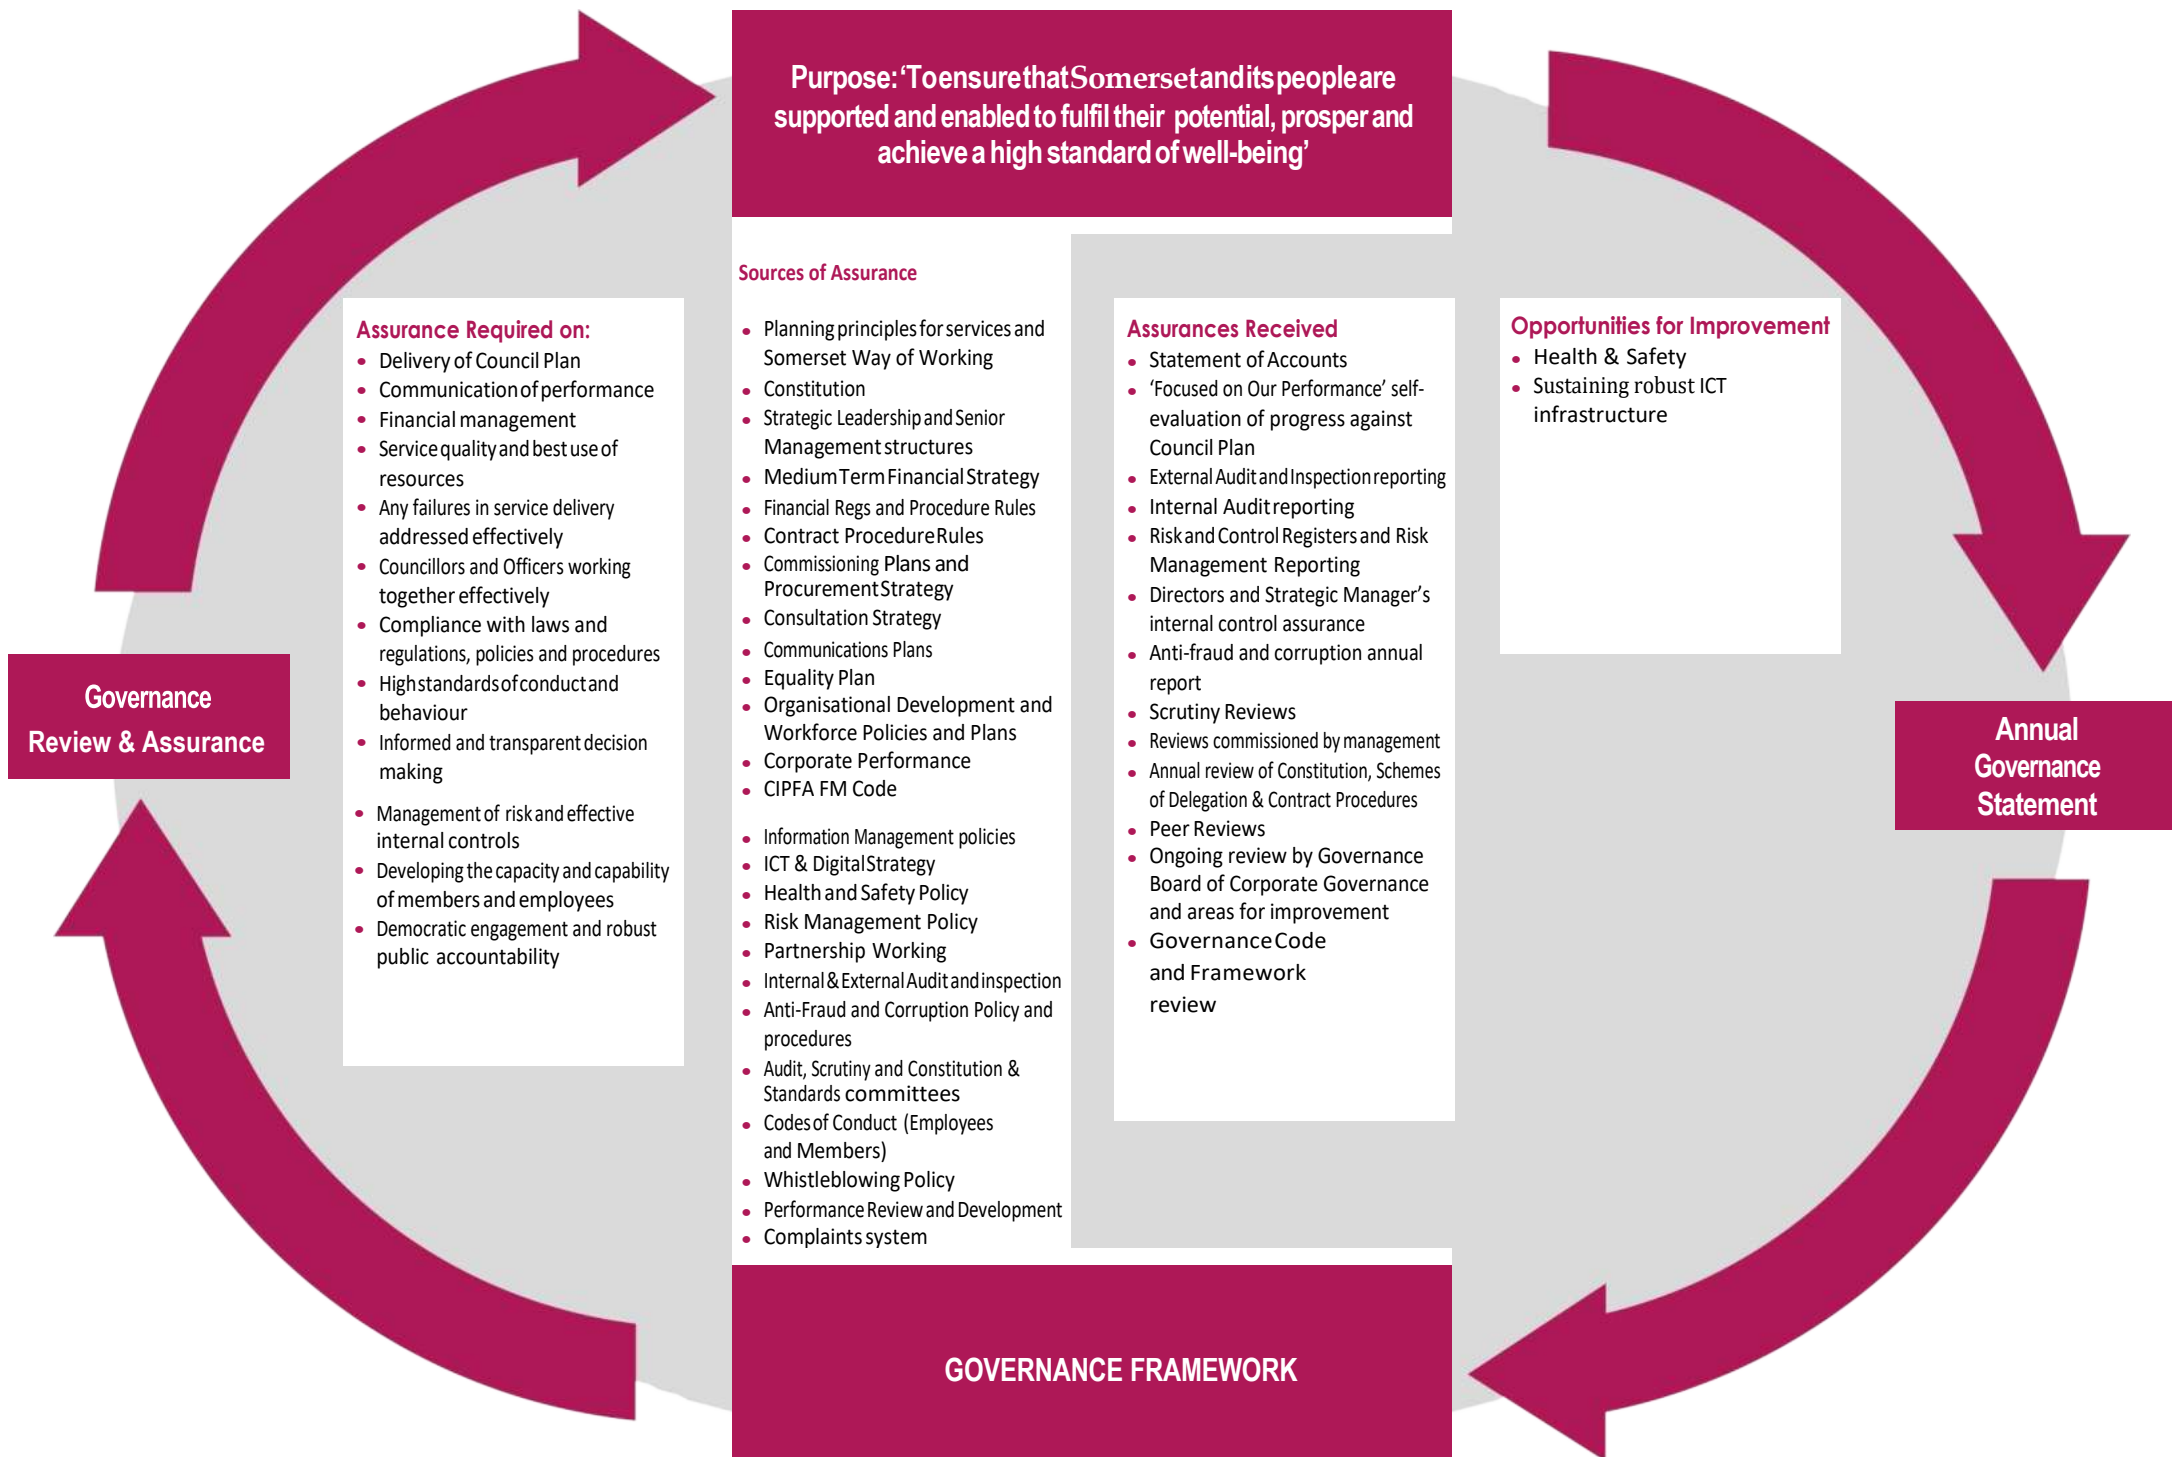 Purpose: ‘To ensure that Somerset and its people are
supported and enabled to fulfil their potential, prosper and
achieve a high standard of well-being’
Governance
Review & Assurance
Assurance Required on:
• Delivery of Council Plan
• Communication of performance
• Financial management
• Service quality and best use of
resources
• Any failures in service delivery
addressed effectively
• Councillors and Officers working
together effectively
• Compliance with laws and
regulations, policies and procedures
• High standards of conduct and
behaviour
• Informed and transparent decision
making
• Management of risk and effective
internal controls
• Developing the capacity and capability
of members and employees
• Democratic engagement and robust
public accountability
Sources of Assurance
• Planning principles for services and
Somerset Way of Working
• Constitution
• Strategic Leadership and Senior
Management structures
• Medium Term Financial Strategy
• Financial Regs and Procedure Rules
• Contract Procedure Rules
• Commissioning Plans and
Procurement Strategy
• Consultation Strategy
• Communications Plans
• Equality Plan
• Organisational Development and
Workforce Policies and Plans
• Corporate Performance
• CIPFA FM Code
• Information Management policies
• ICT & Digital Strategy
• Health and Safety Policy
• Risk Management Policy
• Partnership Working
• Internal & External Audit and inspection
• Anti-Fraud and Corruption Policy and
procedures
• Audit, Scrutiny and Constitution &
Standards committees
• Codes of Conduct (Employees
and Members)
• Whistleblowing Policy
• Performance Review and Development
• Complaints system
Assurances Received
• Statement of Accounts
• ‘Focused on Our Performance’ self-
evaluation of progress against
Council Plan
• External Audit and Inspection reporting
• Internal Audit reporting
• Risk and Control Registers and Risk
Management Reporting
• Directors and Strategic Manager’s
internal control assurance
• Anti-fraud and corruption annual
report
• Scrutiny Reviews
• Reviews commissioned by management
• Annual review of Constitution, Schemes
of Delegation & Contract Procedures
• Peer Reviews
• Ongoing review by Governance
Board of Corporate Governance
and areas for improvement
• Governance Code
and Framework
review
Opportunities for Improvement
• Health & Safety
• Sustaining robust ICT
infrastructure
Annual
Governance
Statement
GOVERNANCE FRAMEWORK